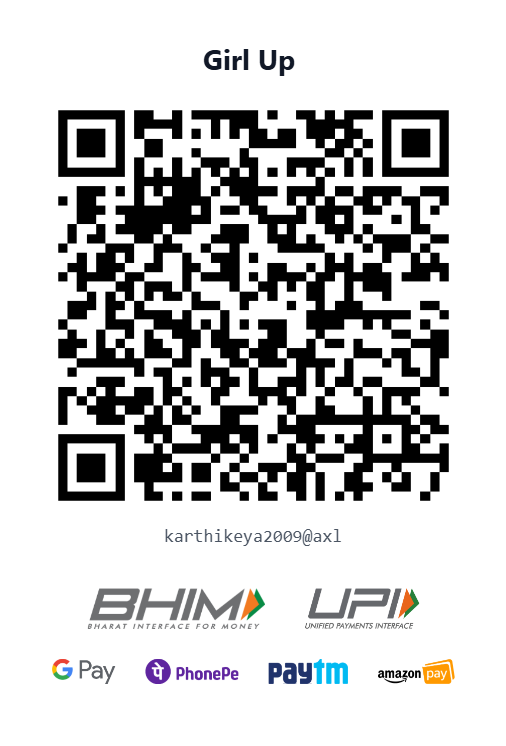 Girl Up
karthikeya2009@axl
BHIM UPI
BHARAT INTERFACE FOR MONEY UNIFIED PAYMENTS INTERFACE
G Pay PhonePe paytm amazon pay